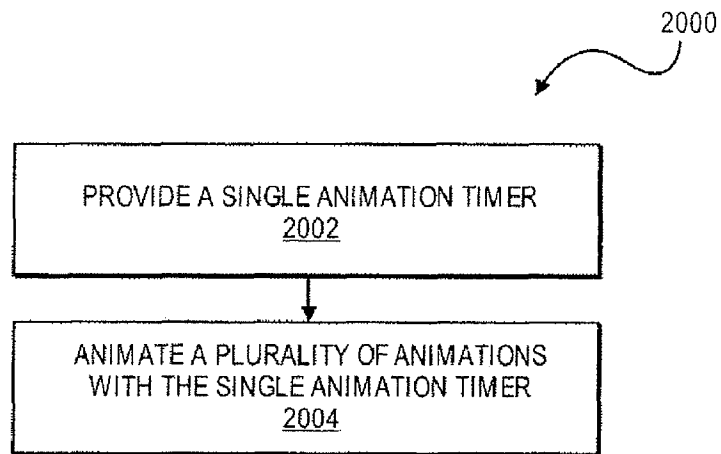 2000
PROVIDE A SINGLE ANIMATION TIMER
2002
ANIMATE A PLURALITY OF ANIMATIONS
WITH THE SINGLE ANIMATION TIMER
2004